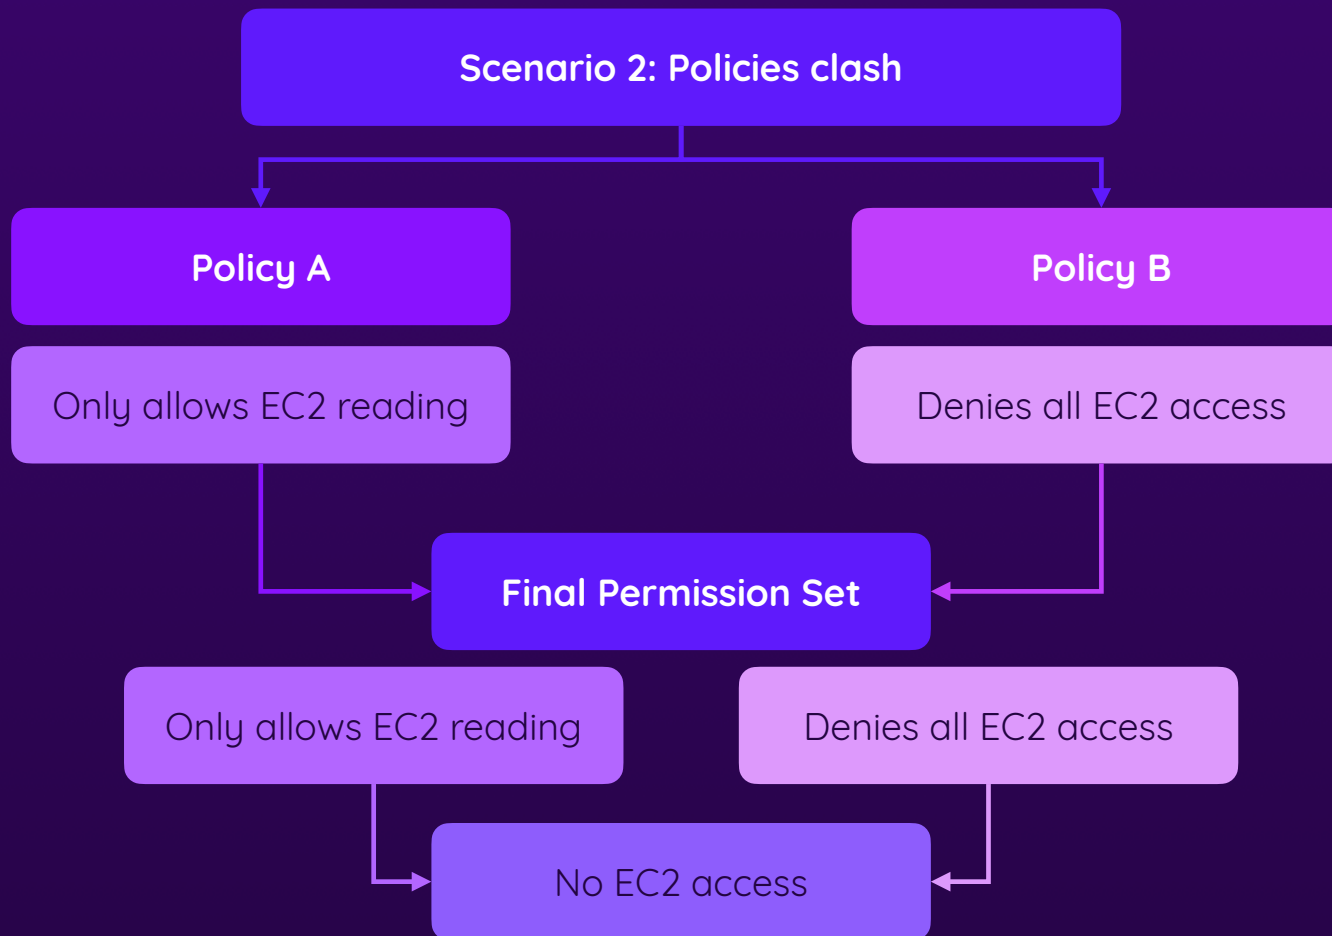 Scenario 2: Policies clash
Policy A
Policy B
Only allows EC2 reading
Denies all EC2 access
Final Permission Set
Only allows EC2 reading
Denies all EC2 access
No EC2 access